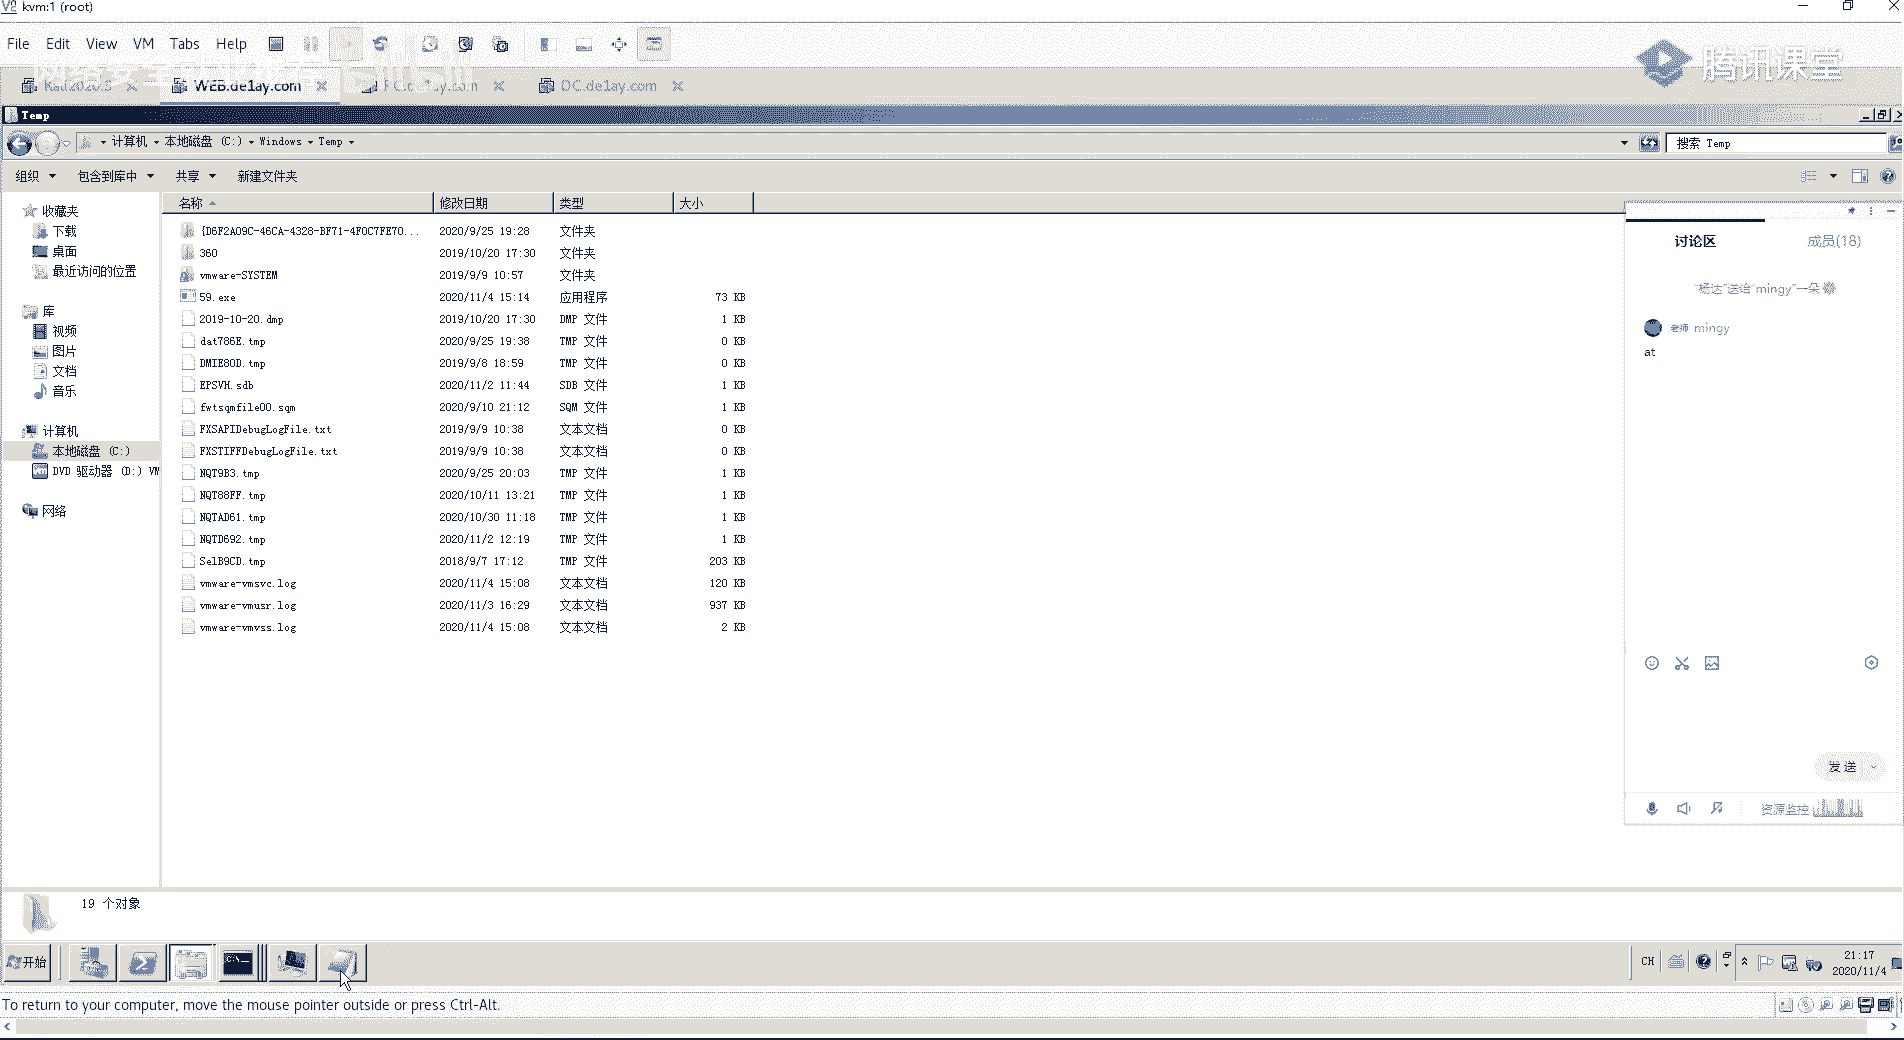 kvm:1 (root)
File Edit View VM Tabs Help
腾讯课堂
WEB.de1ay.com
DC.de1ay.com
Temp
计算机 本地磁盘 (C:) Windows Temp
搜索 Temp
组织 包含到库中 共享 新建文件夹
名称 修改日期 类型 大小
收藏夹
下载
桌面
最近访问的位置
库
视频
图片
文档
音乐
计算机
本地磁盘 (C:)
DVD 驱动器 (D:) VM
网络
{D6F2A09C-46CA-4328-BF71-4F0C7FE70... 2020/9/25 19:28 文件夹
360 2019/10/20 17:30 文件夹
vmware-SYSTEM 2019/9/9 10:57 文件夹
59.exe 2020/11/4 15:14 应用程序 73 KB
2019-10-20.dmp 2019/10/20 17:30 DMP 文件 1 KB
dat786E.tmp 2020/9/25 19:38 TMP 文件 0 KB
DMIE80D.tmp 2019/9/8 18:59 TMP 文件 0 KB
EPSVH.sdb 2020/11/2 11:44 SDB 文件 1 KB
fwtsqmfile00.sqm 2020/9/10 21:12 SQM 文件 1 KB
FXSAPIDebugLogFile.txt 2019/9/9 10:38 文本文档 0 KB
FXSTIFFDebugLogFile.txt 2019/9/9 10:38 文本文档 0 KB
NQT9B3.tmp 2020/9/25 20:03 TMP 文件 1 KB
NQT88FF.tmp 2020/10/11 13:21 TMP 文件 1 KB
NQTAD61.tmp 2020/10/30 11:18 TMP 文件 1 KB
NQTD692.tmp 2020/11/2 12:19 TMP 文件 1 KB
SelB9CD.tmp 2018/9/7 17:12 TMP 文件 203 KB
vmware-vmsvc.log 2020/11/4 15:08 文本文档 120 KB
vmware-vmusr.log 2020/11/3 16:29 文本文档 937 KB
vmware-vmvss.log 2020/11/4 15:08 文本文档 2 KB
讨论区 成员(18)
"杨达"送给"mingy"一朵
老师 mingy
at
发送
资源监控
19 个对象
开始
CH
21:17
2020/11/4
To return to your computer, move the mouse pointer outside or press Ctrl-Alt.